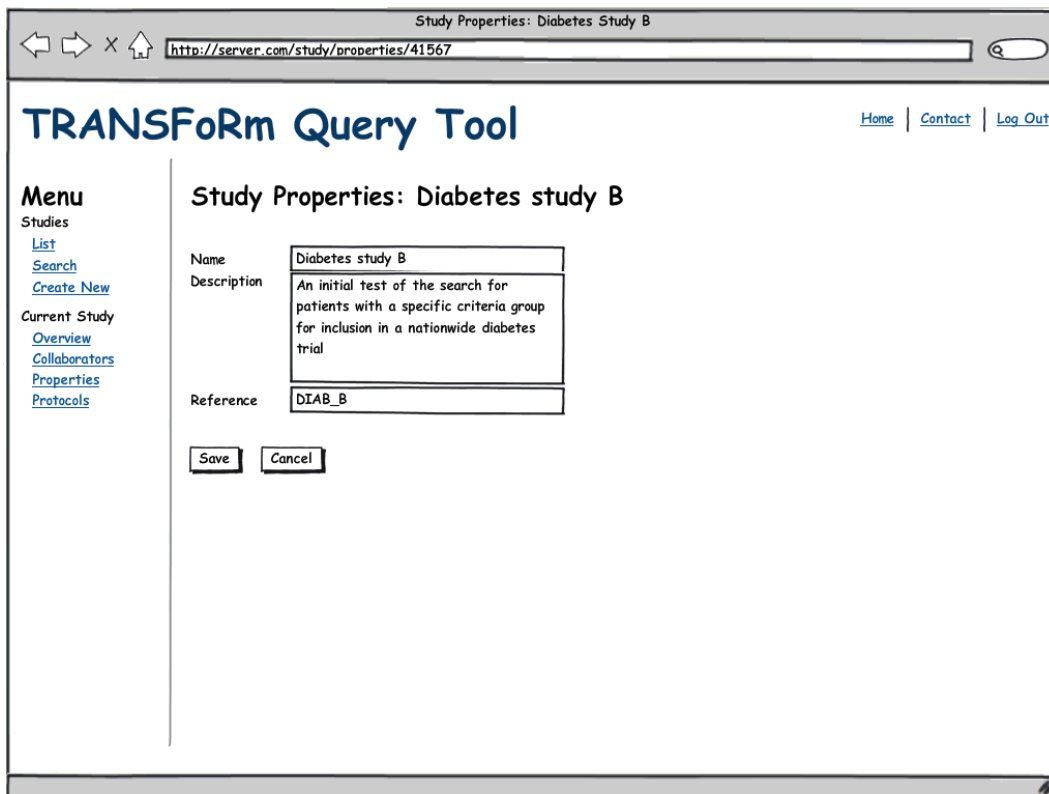 Study Properties: Diabetes Study B
http://server.com/study/properties/41567
TRANSFoRm Query Tool
Home | Contact | Log Out
Menu
Studies
List
Search
Create New
Current Study
Overview
Collaborators
Properties
Protocols
Study Properties: Diabetes study B
Name
Diabetes study B
Description
An initial test of the search for
patients with a specific criteria group
for inclusion in a nationwide diabetes
trial
Reference
DIAB_B
Save
Cancel